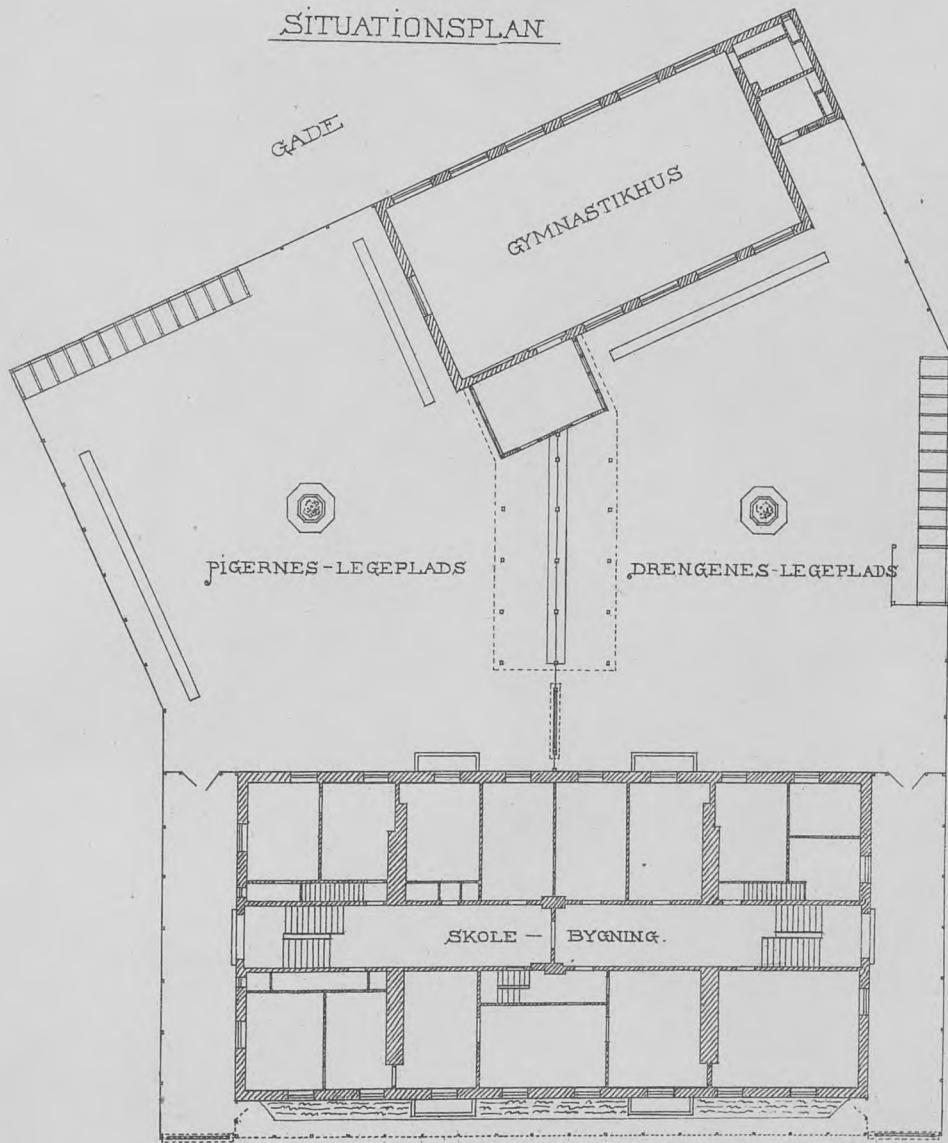 SITUATIONSPLAN
GADE
GYMNASTIKHUS
PIGERNES-LEGEPLADS
DRENGENES-LEGEPLADS
SKOLE — BYGNING.